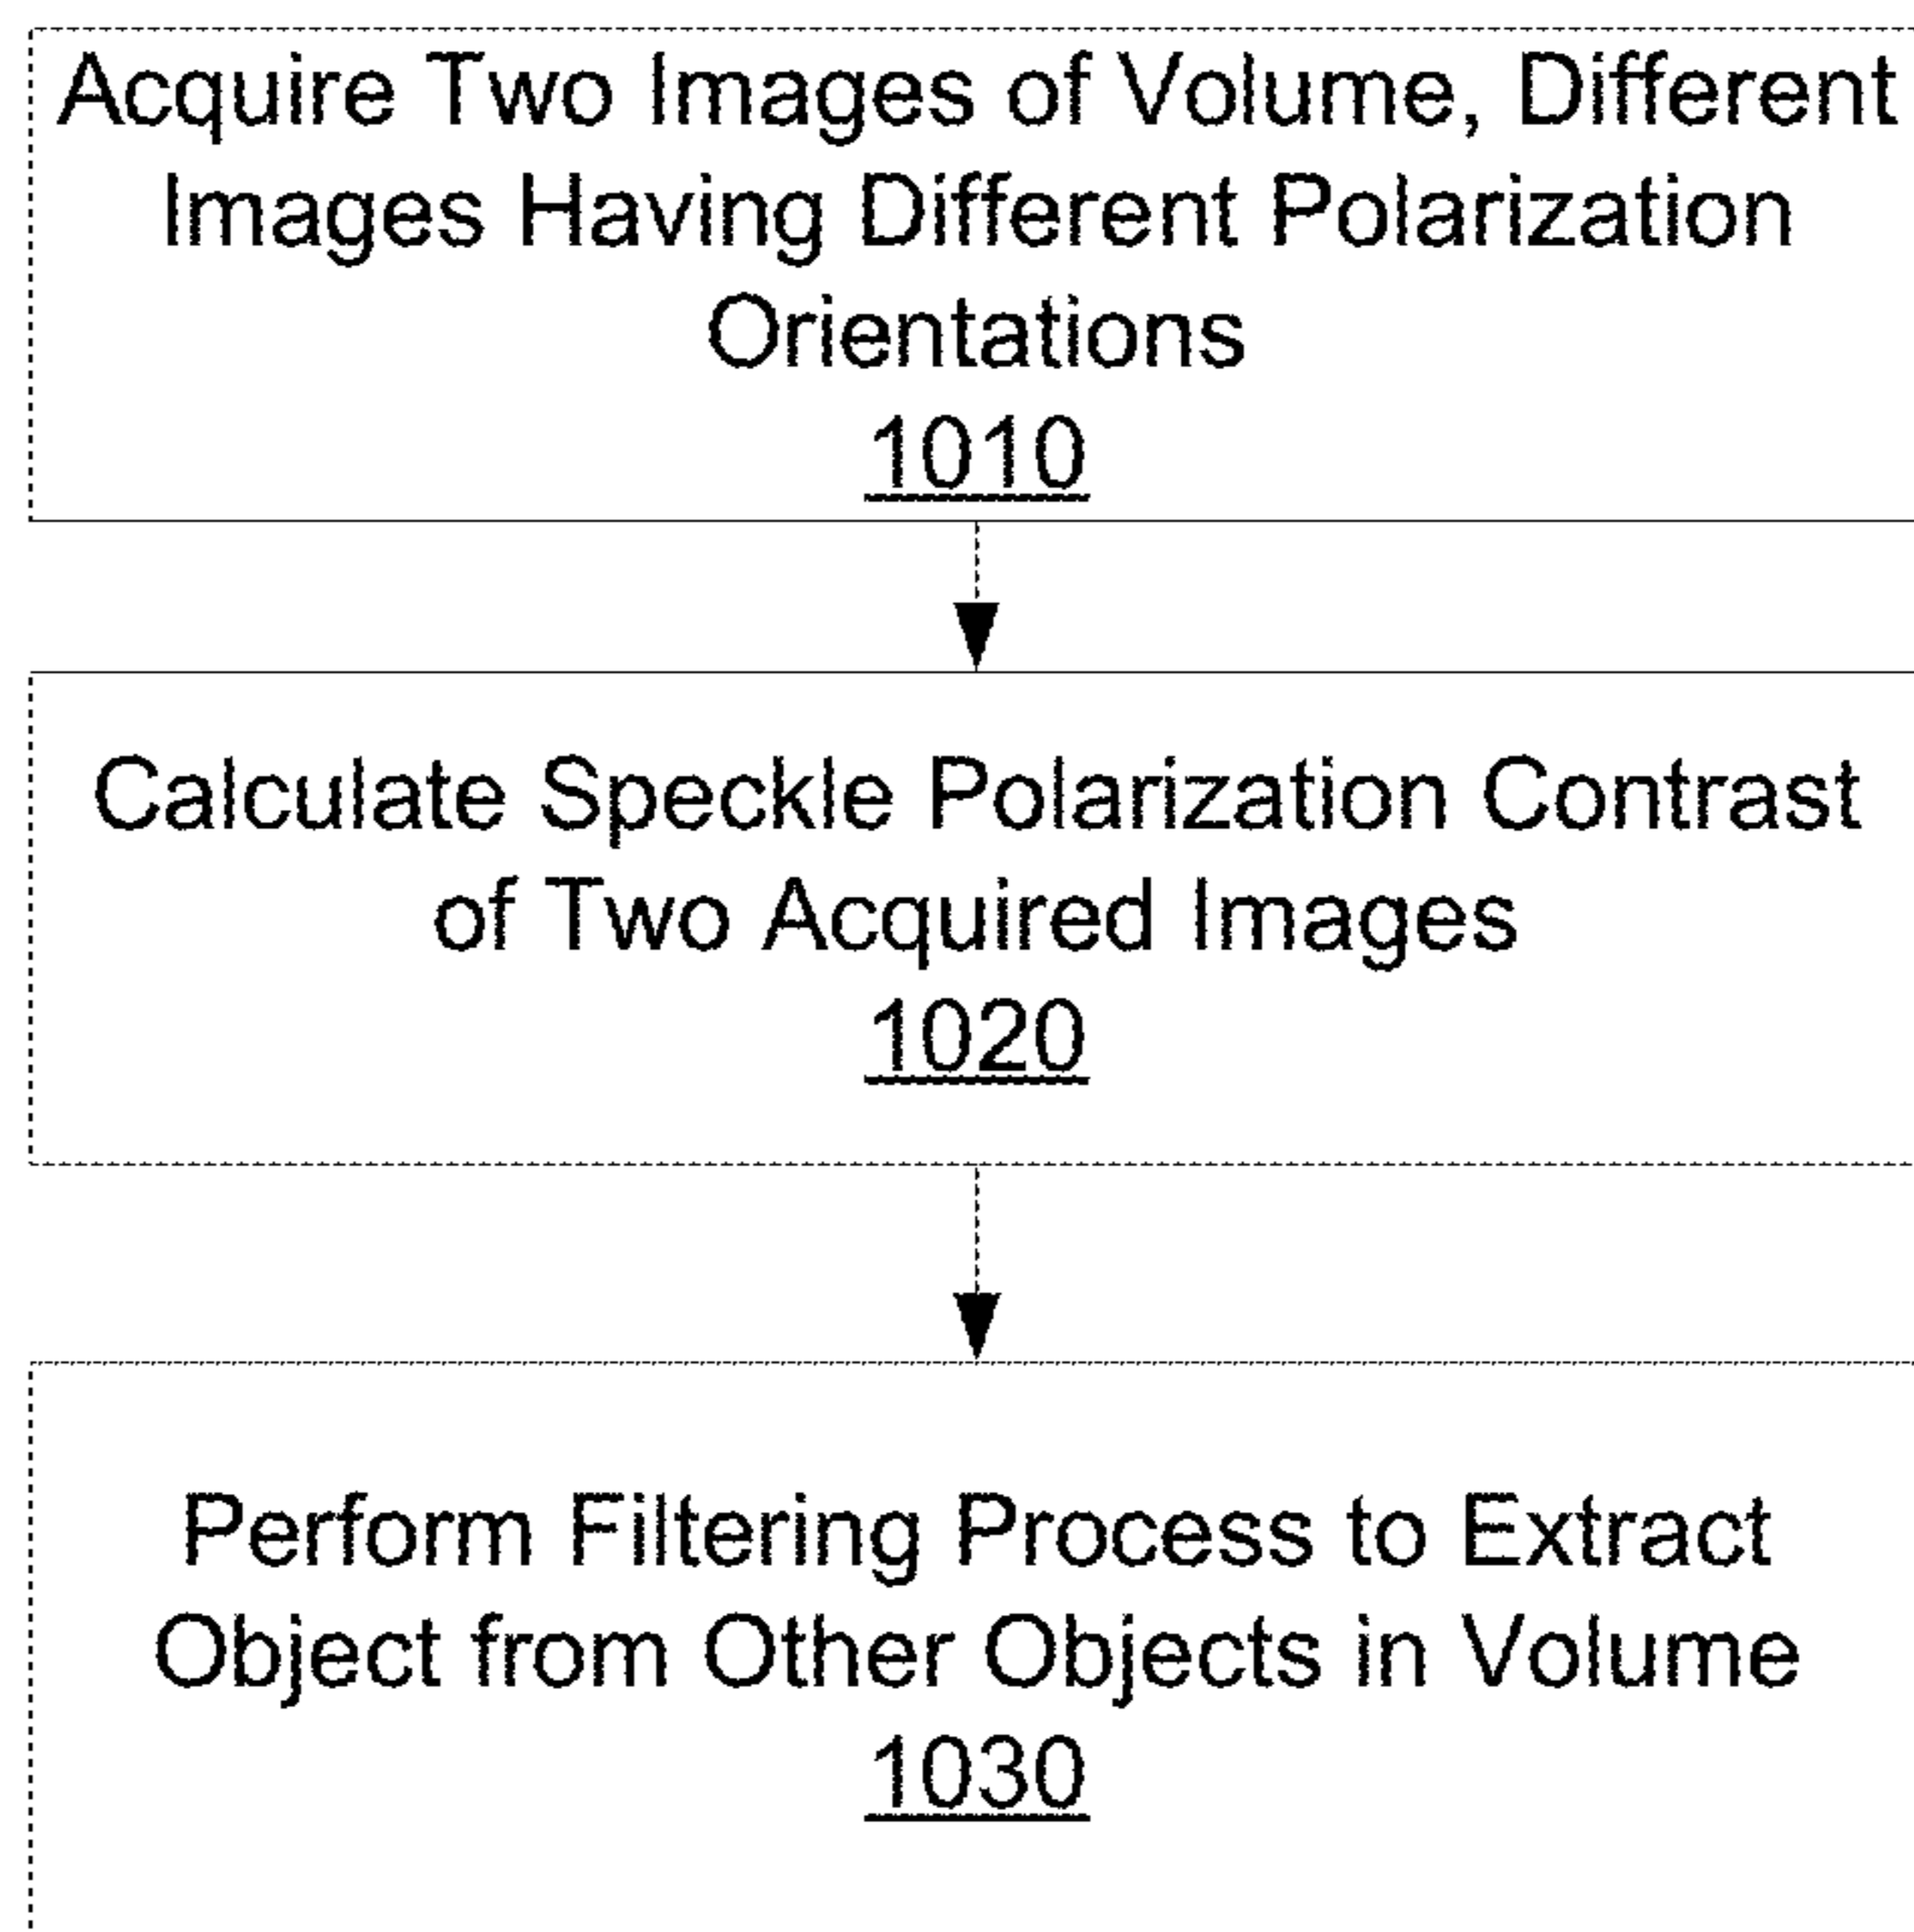 Acquire Two Images of Volume, Different
Images Having Different Polarization
Orientations
1010
Calculate Speckle Polarization Contrast
of Two Acquired Images
1020
Perform Filtering Process to Extract
Object from Other Objects in Volume
1030